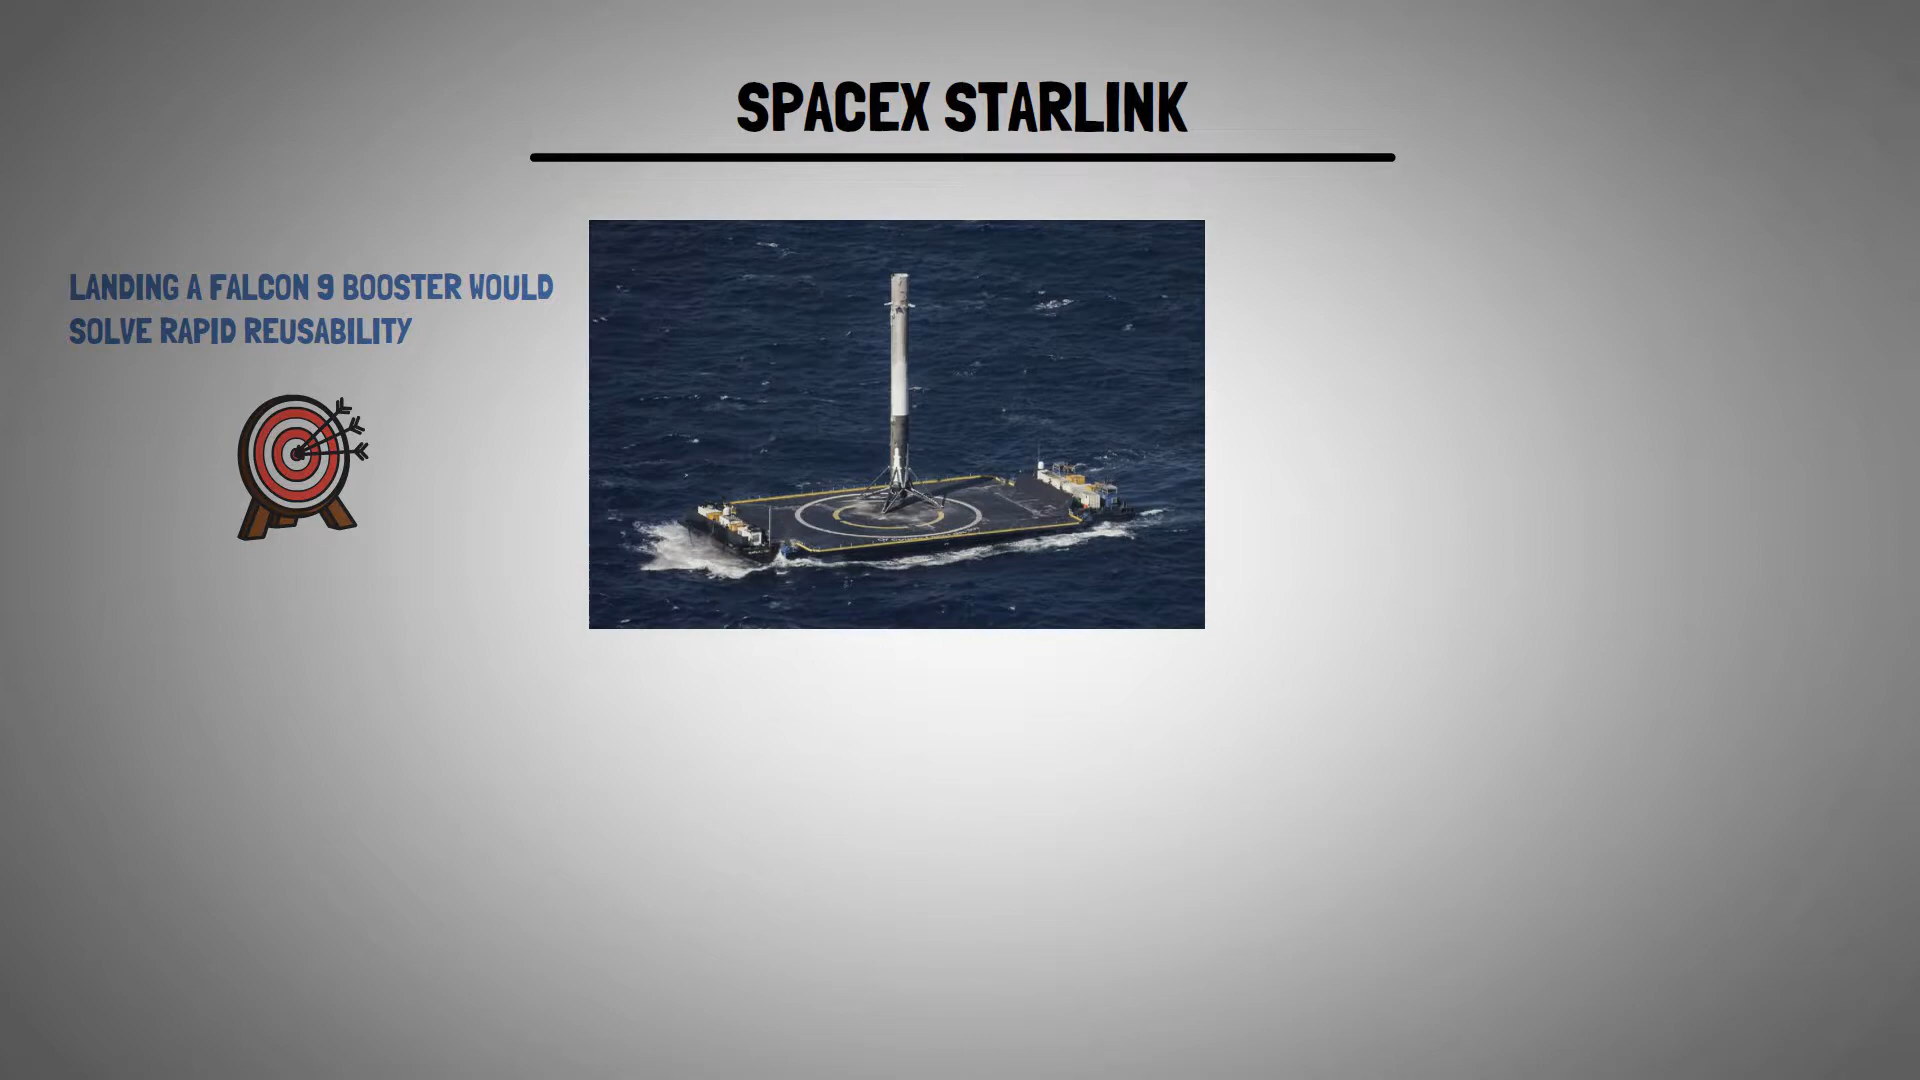 SPACEX STARLINK
LANDING A FALCON 9 BOOSTER WOULD
SOLVE RAPID REUSABILITY